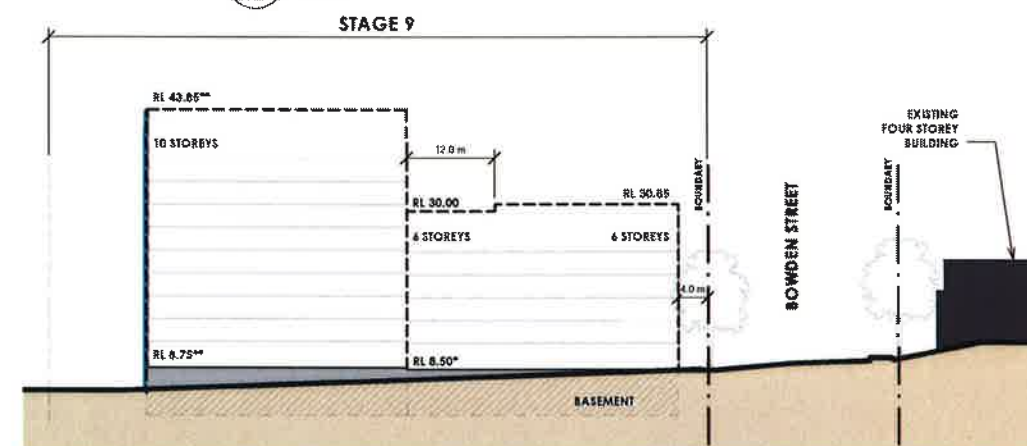 STAGE 9
RL 43.85**
10 STOREYS
12.0 m
RL 30.00
RL 30.85
6 STOREYS
6 STOREYS
4.0 m
RL 8.75**
RL 8.50*
BASEMENT
BOUNDARY
BOWDEN STREET
BOUNDARY
EXISTING
FOUR STOREY
BUILDING